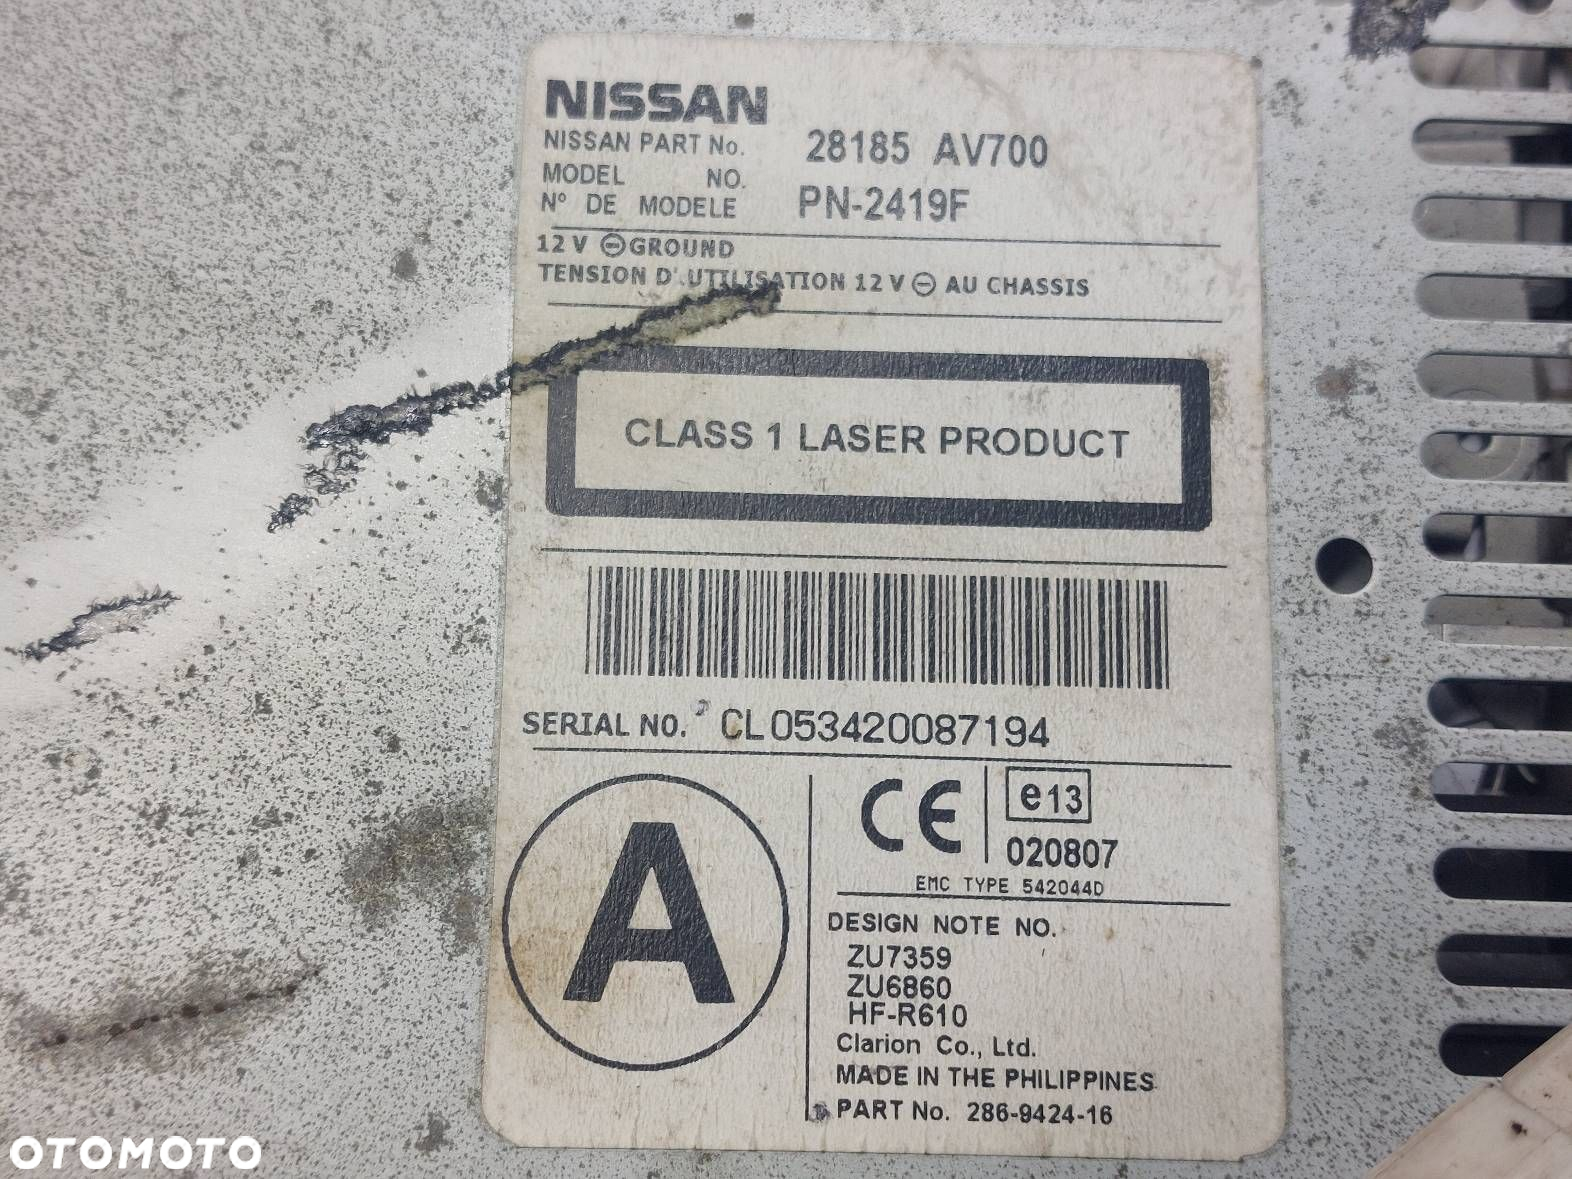 NISSAN
NISSAN PART No. 28185 AV700
MODEL NO.
N° DE MODELE PN-2419F
12 V ⊖ GROUND
TENSION D'UTILISATION 12 V ⊖ AU CHASSIS
CLASS 1 LASER PRODUCT
SERIAL NO. CL053420087194
A
CE
e13
020807
EMC TYPE 542044D
DESIGN NOTE NO.
ZU7359
ZU6860
HF-R610
Clarion Co., Ltd.
MADE IN THE PHILIPPINES
PART No. 286-9424-16
OTOMOTO